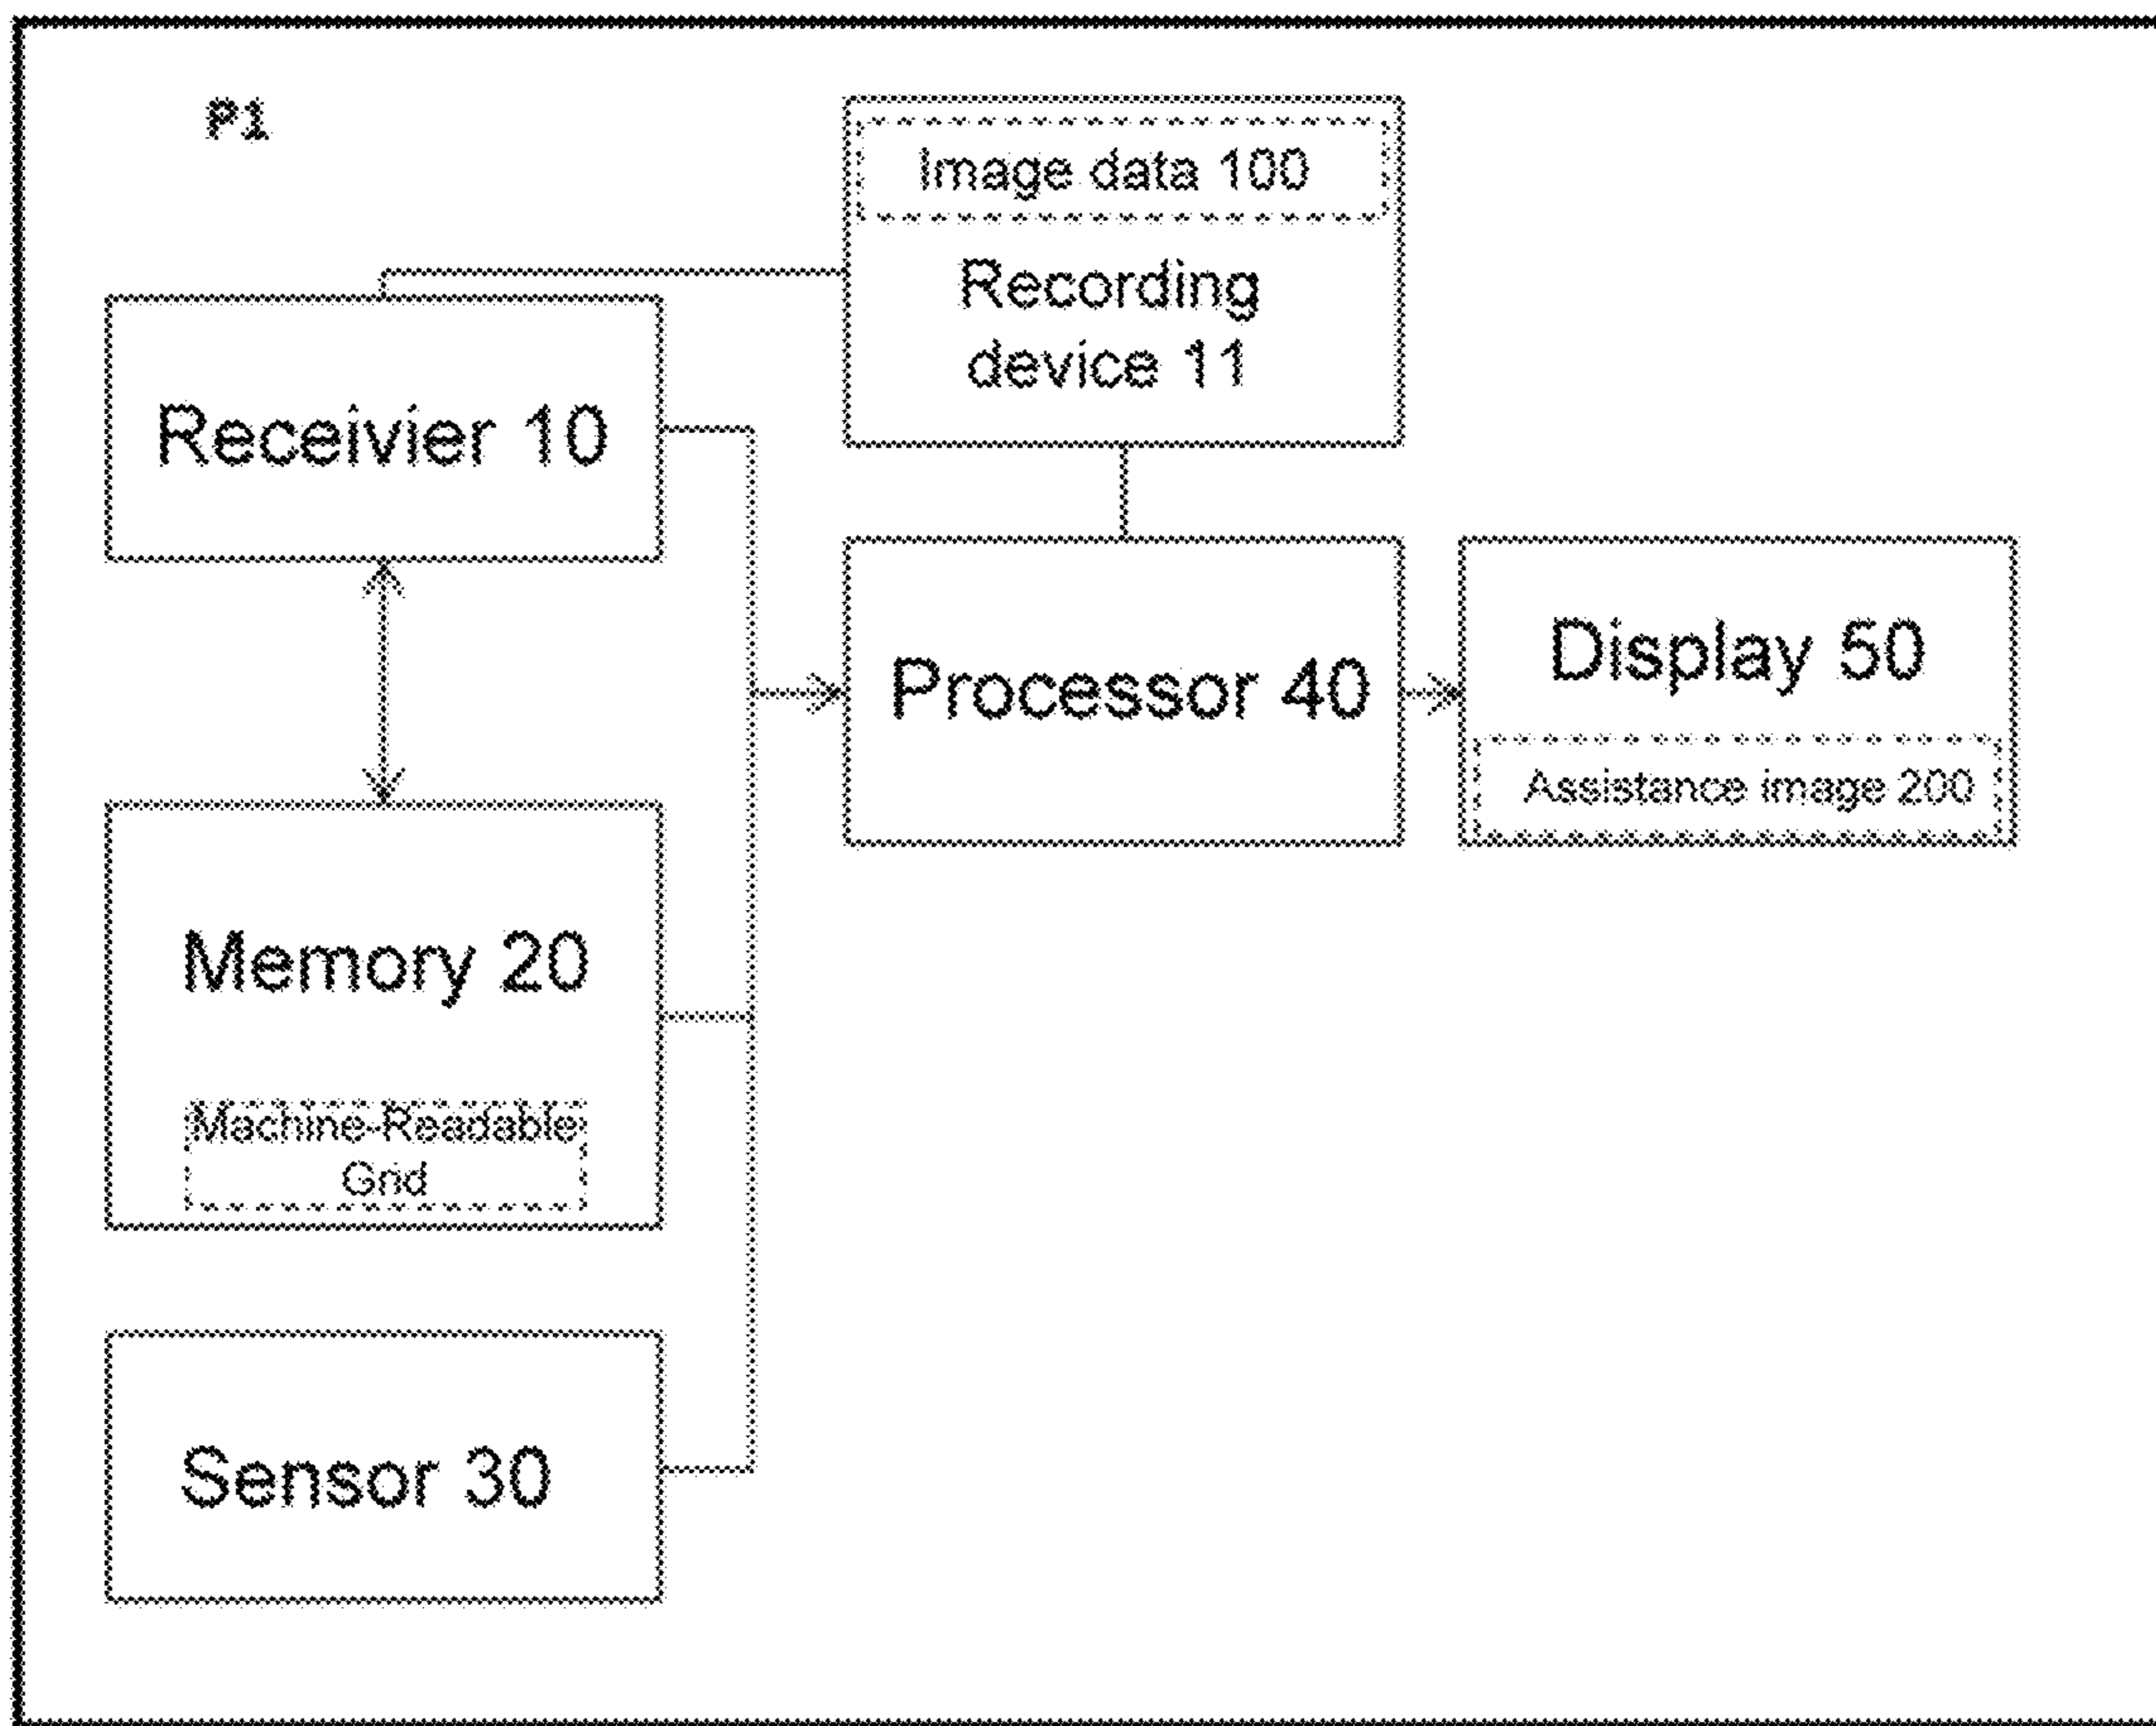 P1
Image data 100
Recording
device 11
Receivier 10
Processor 40
Display 50
Assistance image 200
Memory 20
Machine-Readable
Grid
Sensor 30